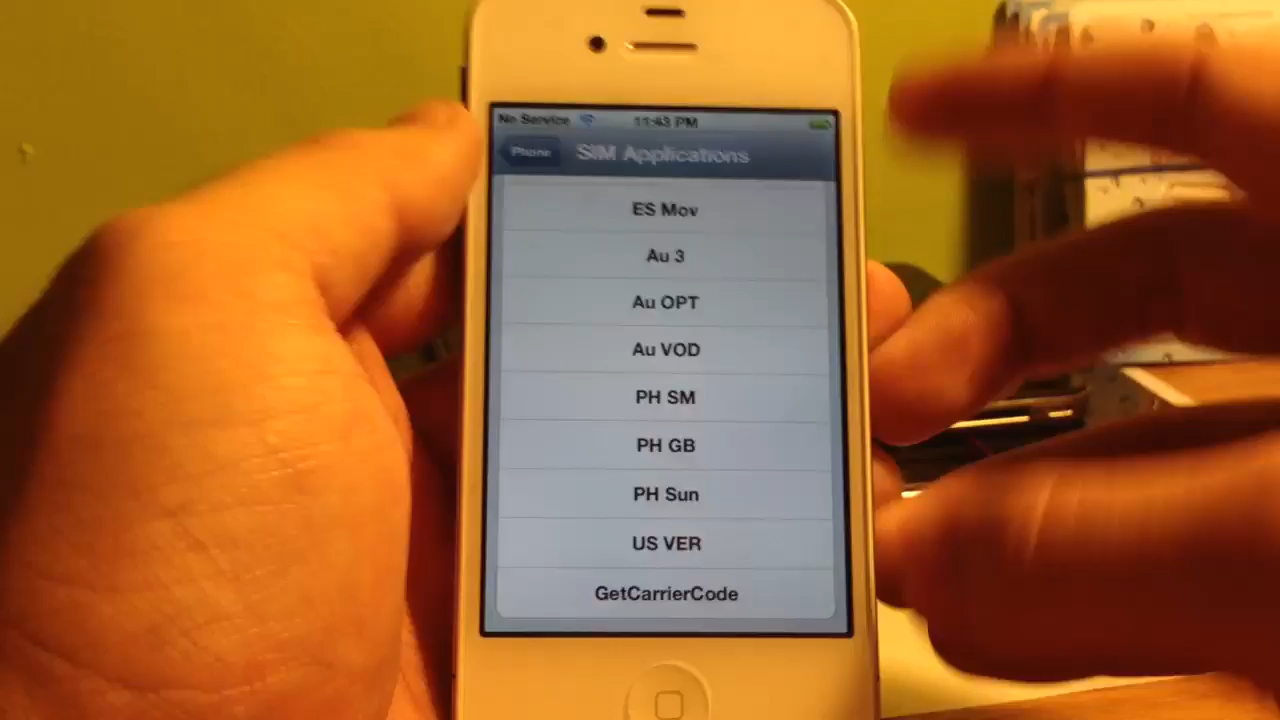 No Service 11:43 PM
Phone SIM Applications
ES Mov
Au 3
Au OPT
Au VOD
PH SM
PH GB
PH Sun
US VER
GetCarrierCode